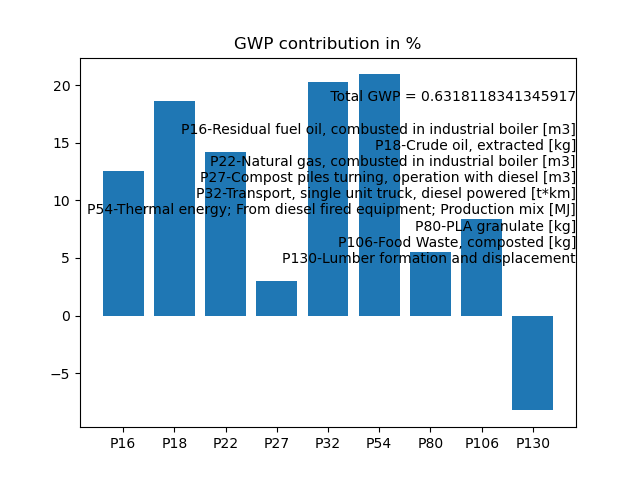 GWP contribution in %
20
15
10
5
0
−5
Total GWP = 0.6318118341345917
P16-Residual fuel oil, combusted in industrial boiler [m3]
P18-Crude oil, extracted [kg]
P22-Natural gas, combusted in industrial boiler [m3]
P27-Compost piles turning, operation with diesel [m3]
P32-Transport, single unit truck, diesel powered [t*km]
P54-Thermal energy; From diesel fired equipment; Production mix [MJ]
P80-PLA granulate [kg]
P106-Food Waste, composted [kg]
P130-Lumber formation and displacement
P16 P18 P22 P27 P32 P54 P80 P106 P130